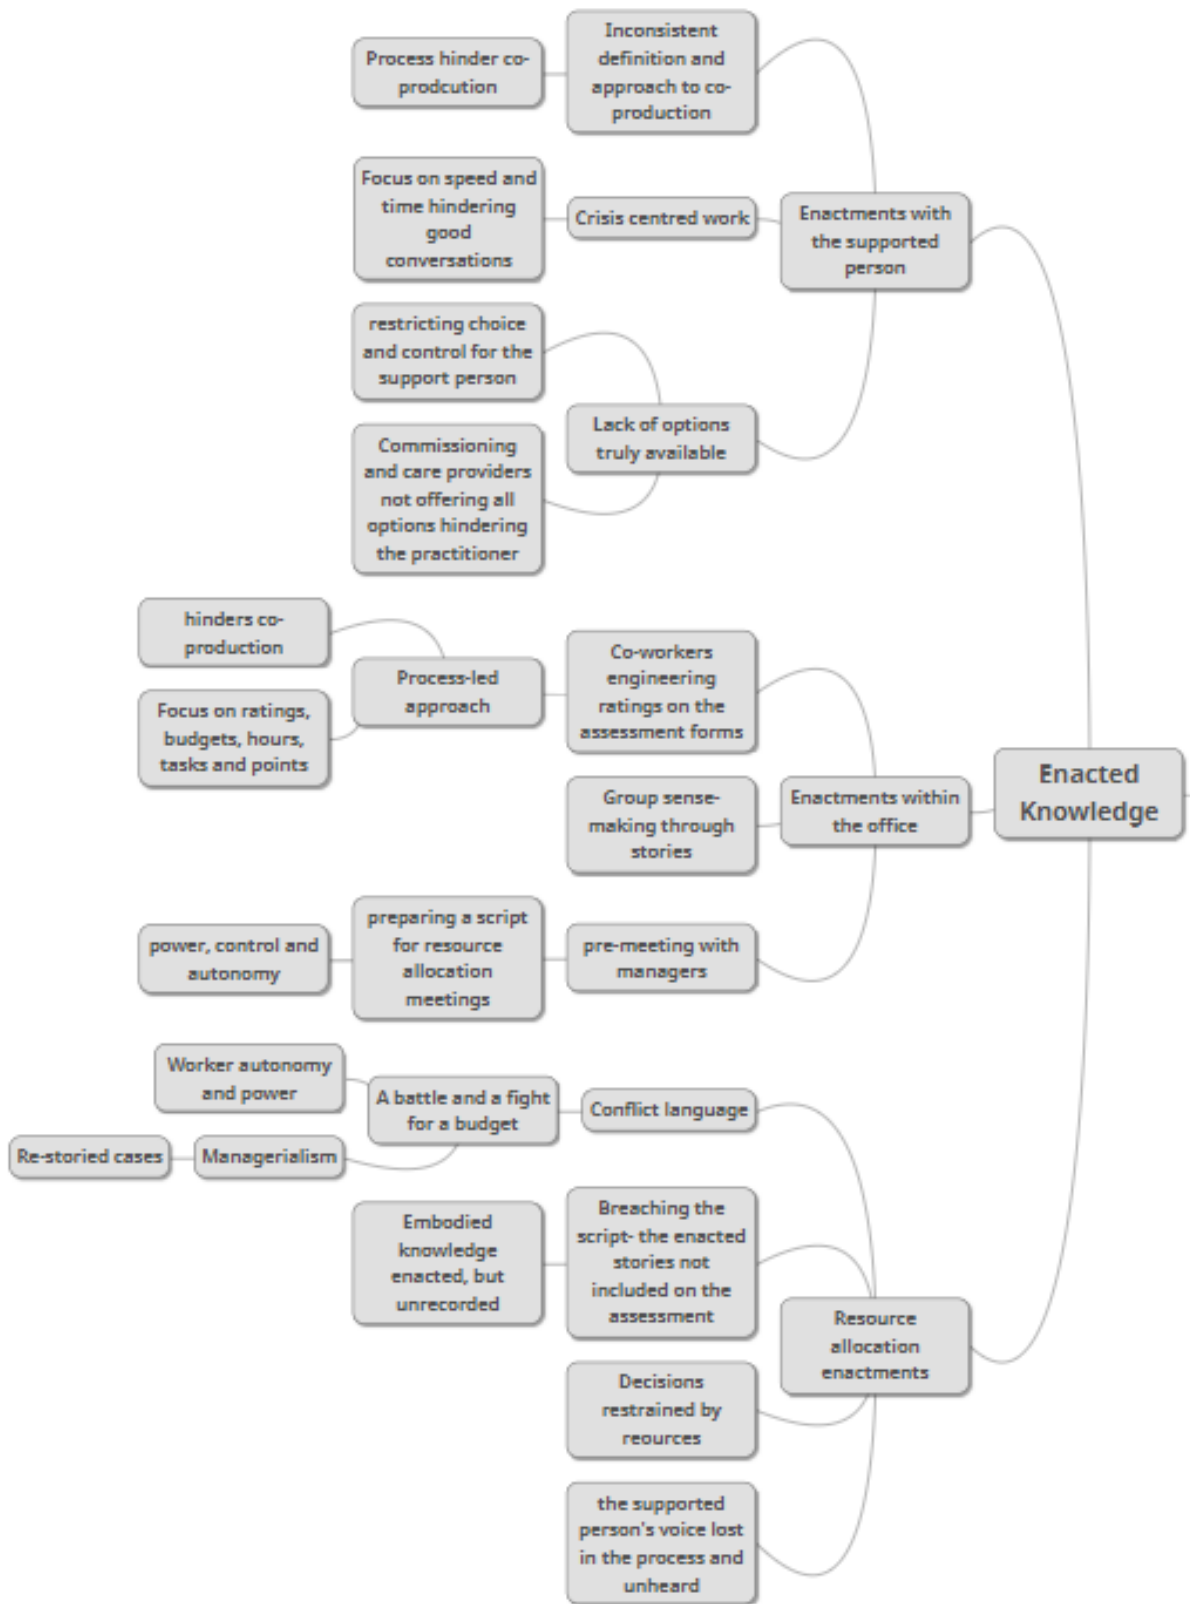 Inconsistent
definition and
approach to co-
production
Process hinder co-
prodcution
Focus on speed and
time hindering
good
conversations
Crisis centred work
Enactments with
the supported
person
restricting choice
and control for the
support person
Lack of options
truly available
Commissioning
and care providers
not offering all
options hindering
the practitioner
hinders co-
production
Process-led
approach
Focus on ratings,
budgets, hours,
tasks and points
Co-workers
engineering
ratings on the
assessment forms
Group sense-
making through
stories
Enactments within
the office
Enacted
Knowledge
power, control and
autonomy
preparing a script
for resource
allocation
meetings
pre-meeting with
managers
Worker autonomy
and power
A battle and a fight
for a budget
Conflict language
Re-storied cases
Managerialism
Embodied
knowledge
enacted, but
unrecorded
Breaching the
script- the enacted
stories not
included on the
assessment
Resource
allocation
enactments
Decisions
restrained by
reources
the supported
person's voice lost
in the process and
unheard